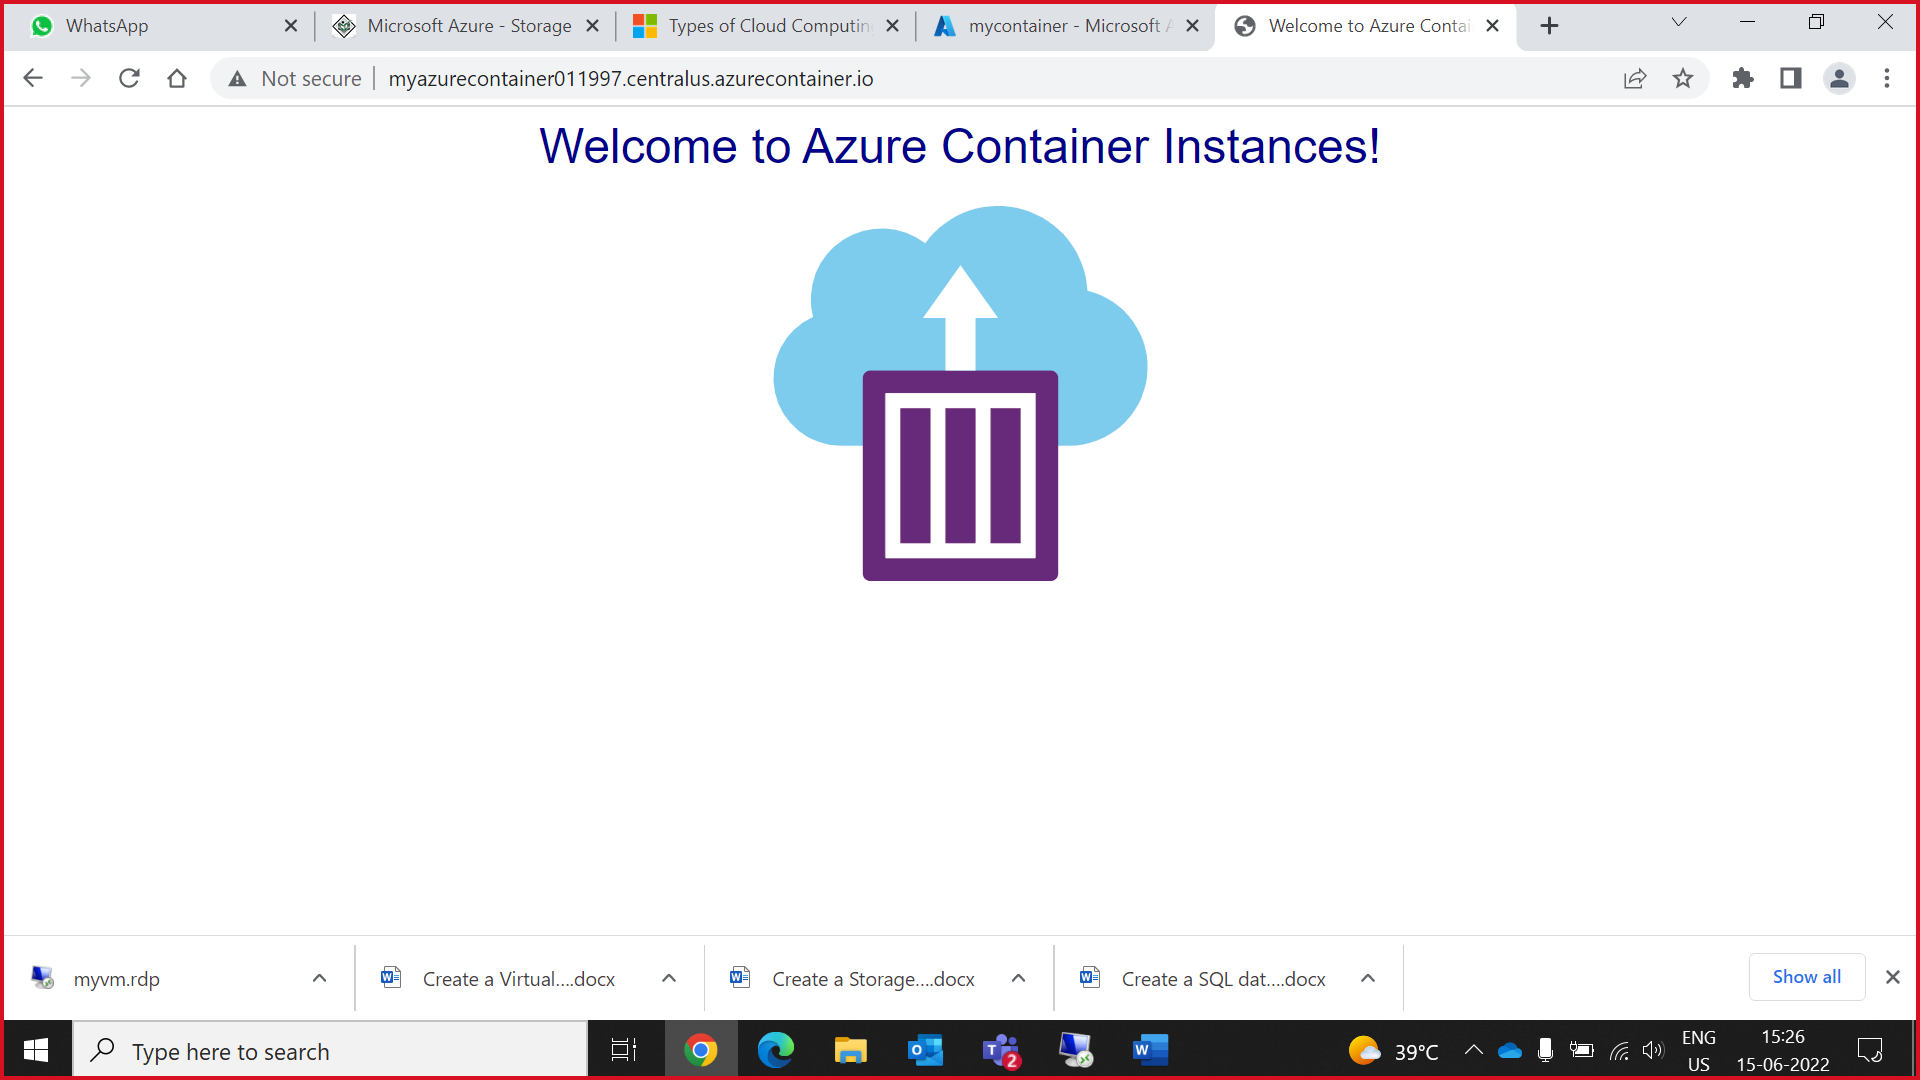 WhatsApp
Microsoft Azure - Storage
Types of Cloud Computin
mycontainer - Microsoft A
Welcome to Azure Contai
Not secure
myazurecontainer011997.centralus.azurecontainer.io
Welcome to Azure Container Instances!
myvm.rdp
Create a Virtual....docx
Create a Storage....docx
Create a SQL dat....docx
Show all
Type here to search
2
39°C
ENG
US
15:26
15-06-2022